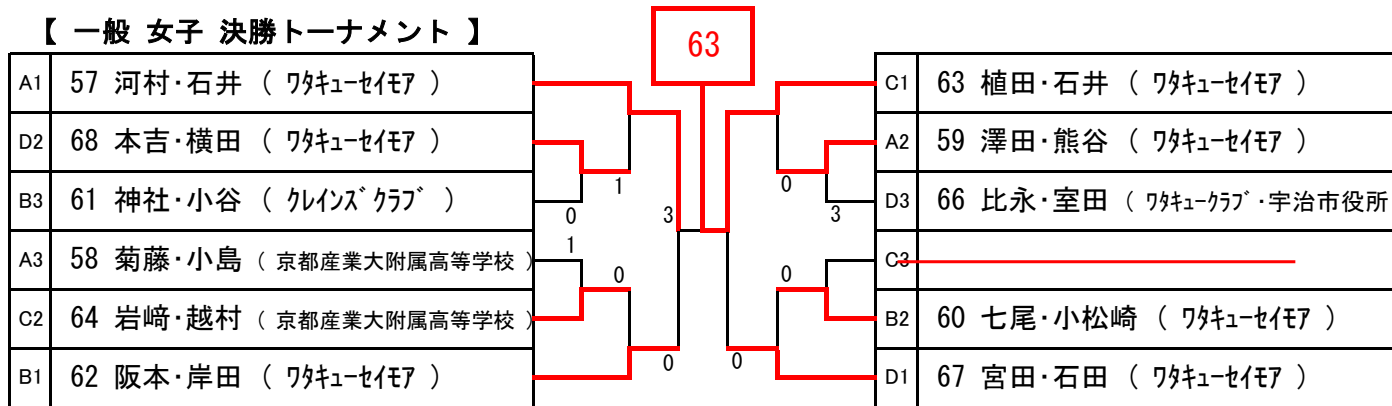 【 一般 女子 決勝トーナメント 】
63
A1 57 河村・石井 （ ﾜﾀｷｭｰｾｲﾓｱ ）
D2 68 本吉・横田 （ ﾜﾀｷｭｰｾｲﾓｱ ）
B3 61 神社・小谷 （ ｸﾚｲﾝｽﾞｸﾗﾌﾞ ）
A3 58 菊藤・小島 （ 京都産業大附属高等学校 ）
C2 64 岩﨑・越村 （ 京都産業大附属高等学校 ）
B1 62 阪本・岸田 （ ﾜﾀｷｭｰｾｲﾓｱ ）
1
0
3
1
0
0
0
3
0
0
C1 63 植田・石井 （ ﾜﾀｷｭｰｾｲﾓｱ ）
A2 59 澤田・熊谷 （ ﾜﾀｷｭｰｾｲﾓｱ ）
D3 66 比永・室田 （ ﾜﾀｷｭｰｸﾗﾌﾞ・宇治市役所
C3
B2 60 七尾・小松崎 （ ﾜﾀｷｭｰｾｲﾓｱ ）
D1 67 宮田・石田 （ ﾜﾀｷｭｰｾｲﾓｱ ）